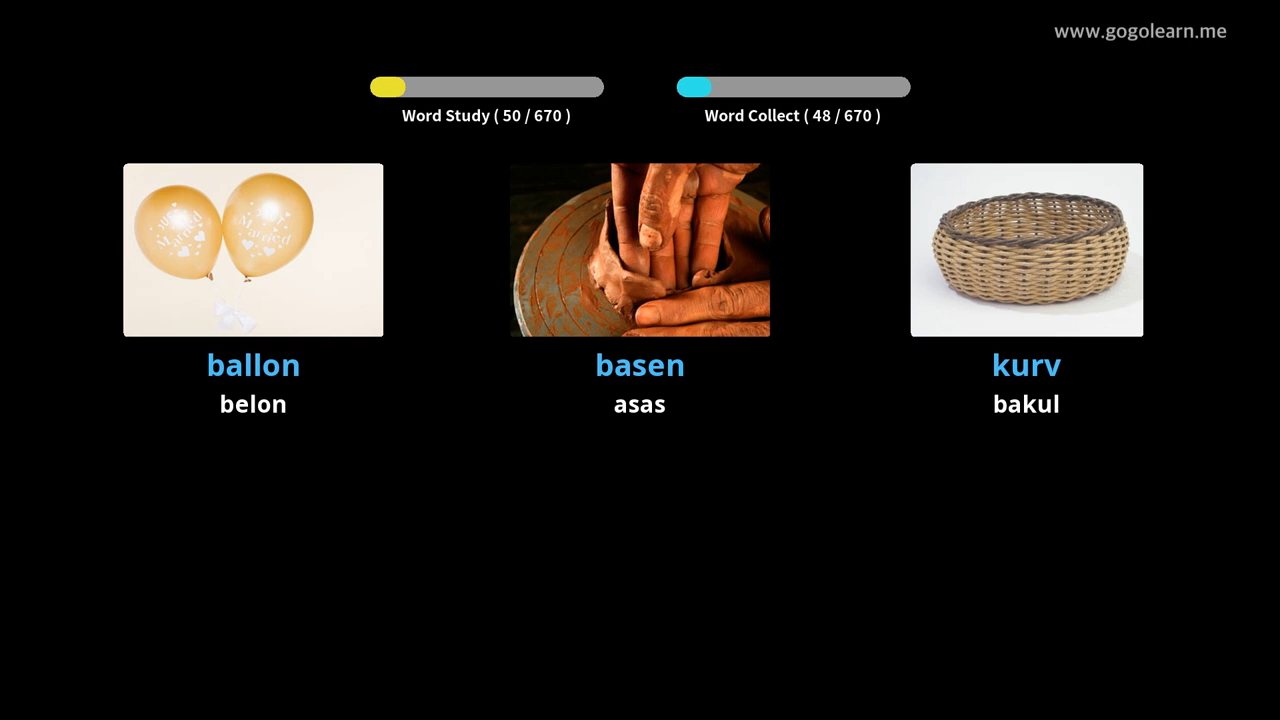 www.gogolearn.me
Word Study ( 50 / 670 )
Word Collect ( 48 / 670 )
ballon
basen
kurv
belon
asas
bakul